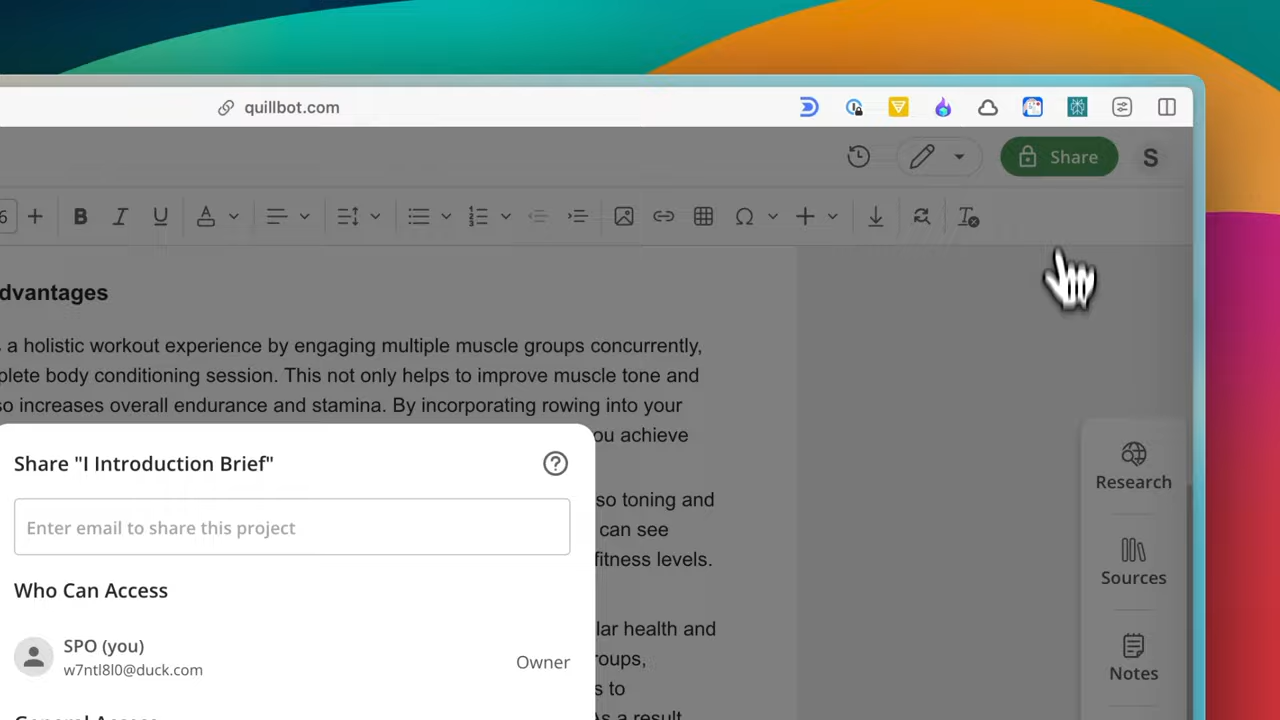 quillbot.com
Share
S
6
B I U
dvantages
a holistic workout experience by engaging multiple muscle groups concurrently,
plete body conditioning session. This not only helps to improve muscle tone and
so increases overall endurance and stamina. By incorporating rowing into your
ou achieve
so toning and
can see
fitness levels.
lar health and
roups,
s to
As a result
Share "I Introduction Brief"
Enter email to share this project
Who Can Access
SPO (you)
w7ntl8l0@duck.com
Owner
Research
Sources
Notes